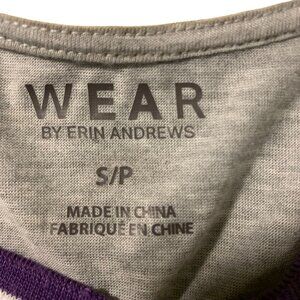 WEAR
BY ERIN ANDREWS
S/P
MADE IN CHINA
FABRIQUÉ EN CHINE